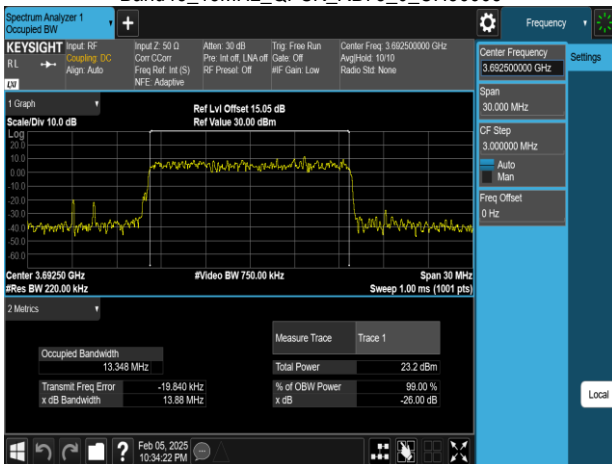 Spectrum Analyzer 1
Occupied BW
+
Frequency
KEYSIGHT
RL
LXI
Input: RF
Coupling: DC
Align: Auto
Input Z: 50 Ω
Corr CCorr
Freq Ref: Int (S)
NFE: Adaptive
Atten: 30 dB
Pre: Int off, LNA off
RF Preset: Off
Trig: Free Run
Gate: Off
#IF Gain: Low
Center Freq: 3.692500000 GHz
Avg|Hold: 10/10
Radio Std: None
1 Graph
Scale/Div 10.0 dB
Ref Lvl Offset 15.05 dB
Ref Value 30.00 dBm
Log
20.0
10.0
0.00
-10.0
-20.0
-30.0
-40.0
-50.0
-60.0
Center 3.69250 GHz
#Video BW 750.00 kHz
Span 30 MHz
#Res BW 220.00 kHz
Sweep 1.00 ms (1001 pts)
2 Metrics
Measure Trace
Trace 1
Occupied Bandwidth
13.348 MHz
Total Power
23.2 dBm
Transmit Freq Error
-19.840 kHz
% of OBW Power
99.00 %
x dB Bandwidth
13.88 MHz
x dB
-26.00 dB
Center Frequency
3.692500000 GHz
Settings
Span
30.000 MHz
CF Step
3.000000 MHz
Auto
Man
Freq Offset
0 Hz
Local
?
Feb 05, 2025
10:34:22 PM